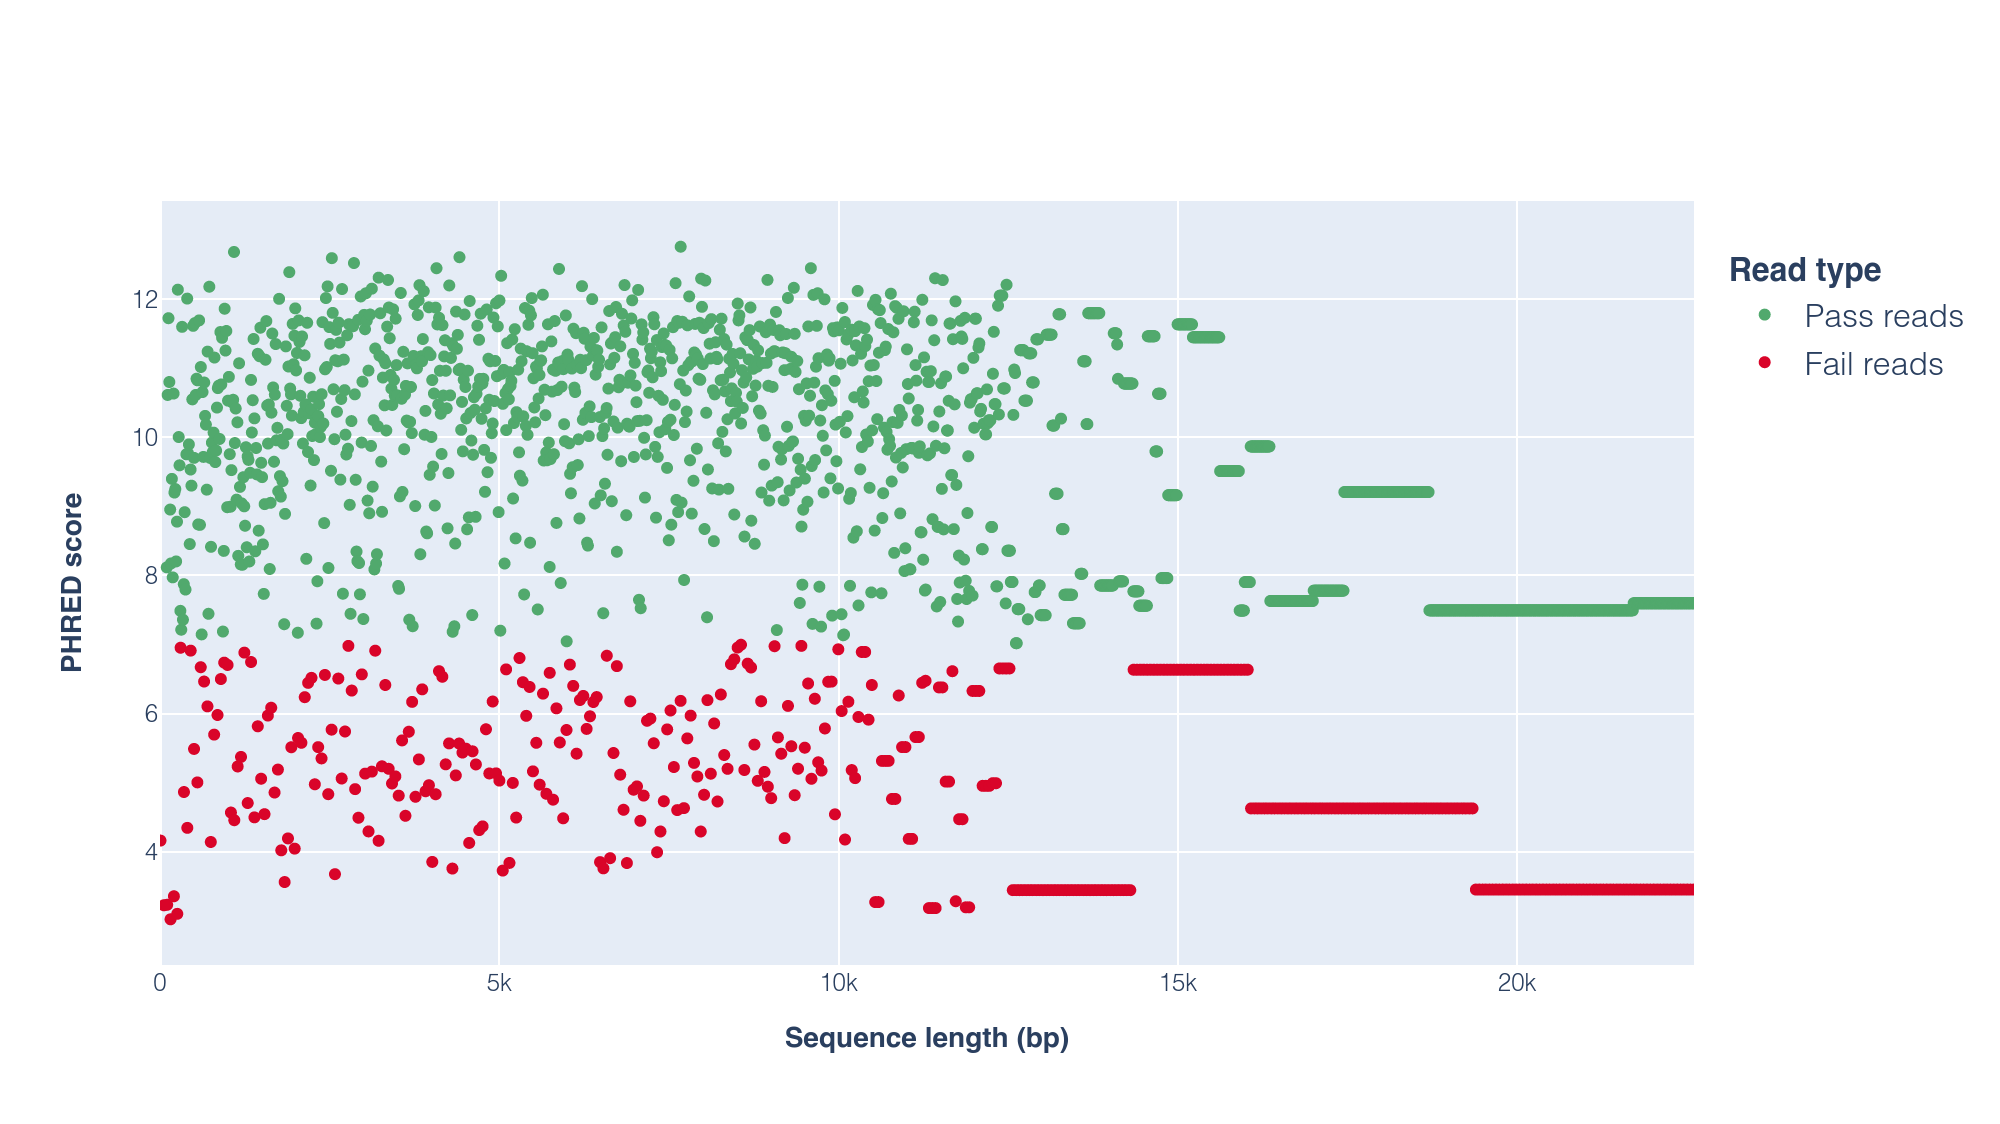 Read type
Pass reads
Fail reads
PHRED score
12
10
8
6
4
0
5k
10k
15k
20k
Sequence length (bp)